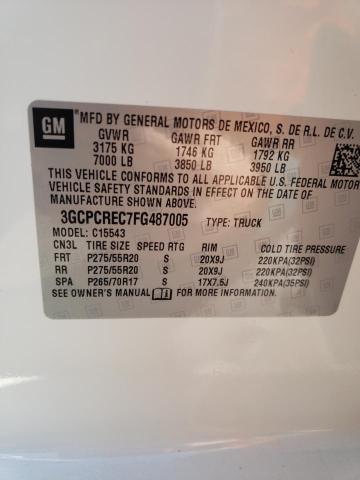 GM
MFD BY GENERAL MOTORS DE MEXICO, S. DE R.L. DE C.V.
GVWR GAWR FRT GAWR RR
3175 KG 1746 KG 1792 KG
7000 LB 3850 LB 3950 LB
THIS VEHICLE CONFORMS TO ALL APPLICABLE U.S. FEDERAL
MOTOR VEHICLE SAFETY STANDARDS IN EFFECT ON THE DATE
OF MANUFACTURE SHOWN ABOVE.
3GCPCREC7FG487005 TYPE: TRUCK
MODEL: C15543
CN3L TIRE SIZE SPEED RTG RIM COLD TIRE PRESSURE
FRT P275/55R20 S 20X9J 220KPA(32PSI)
RR P275/55R20 S 20X9J 220KPA(32PSI)
SPA P265/70R17 S 17X7.5J 240KPA(35PSI)
SEE OWNER'S MANUAL FOR MORE INFORMATION.